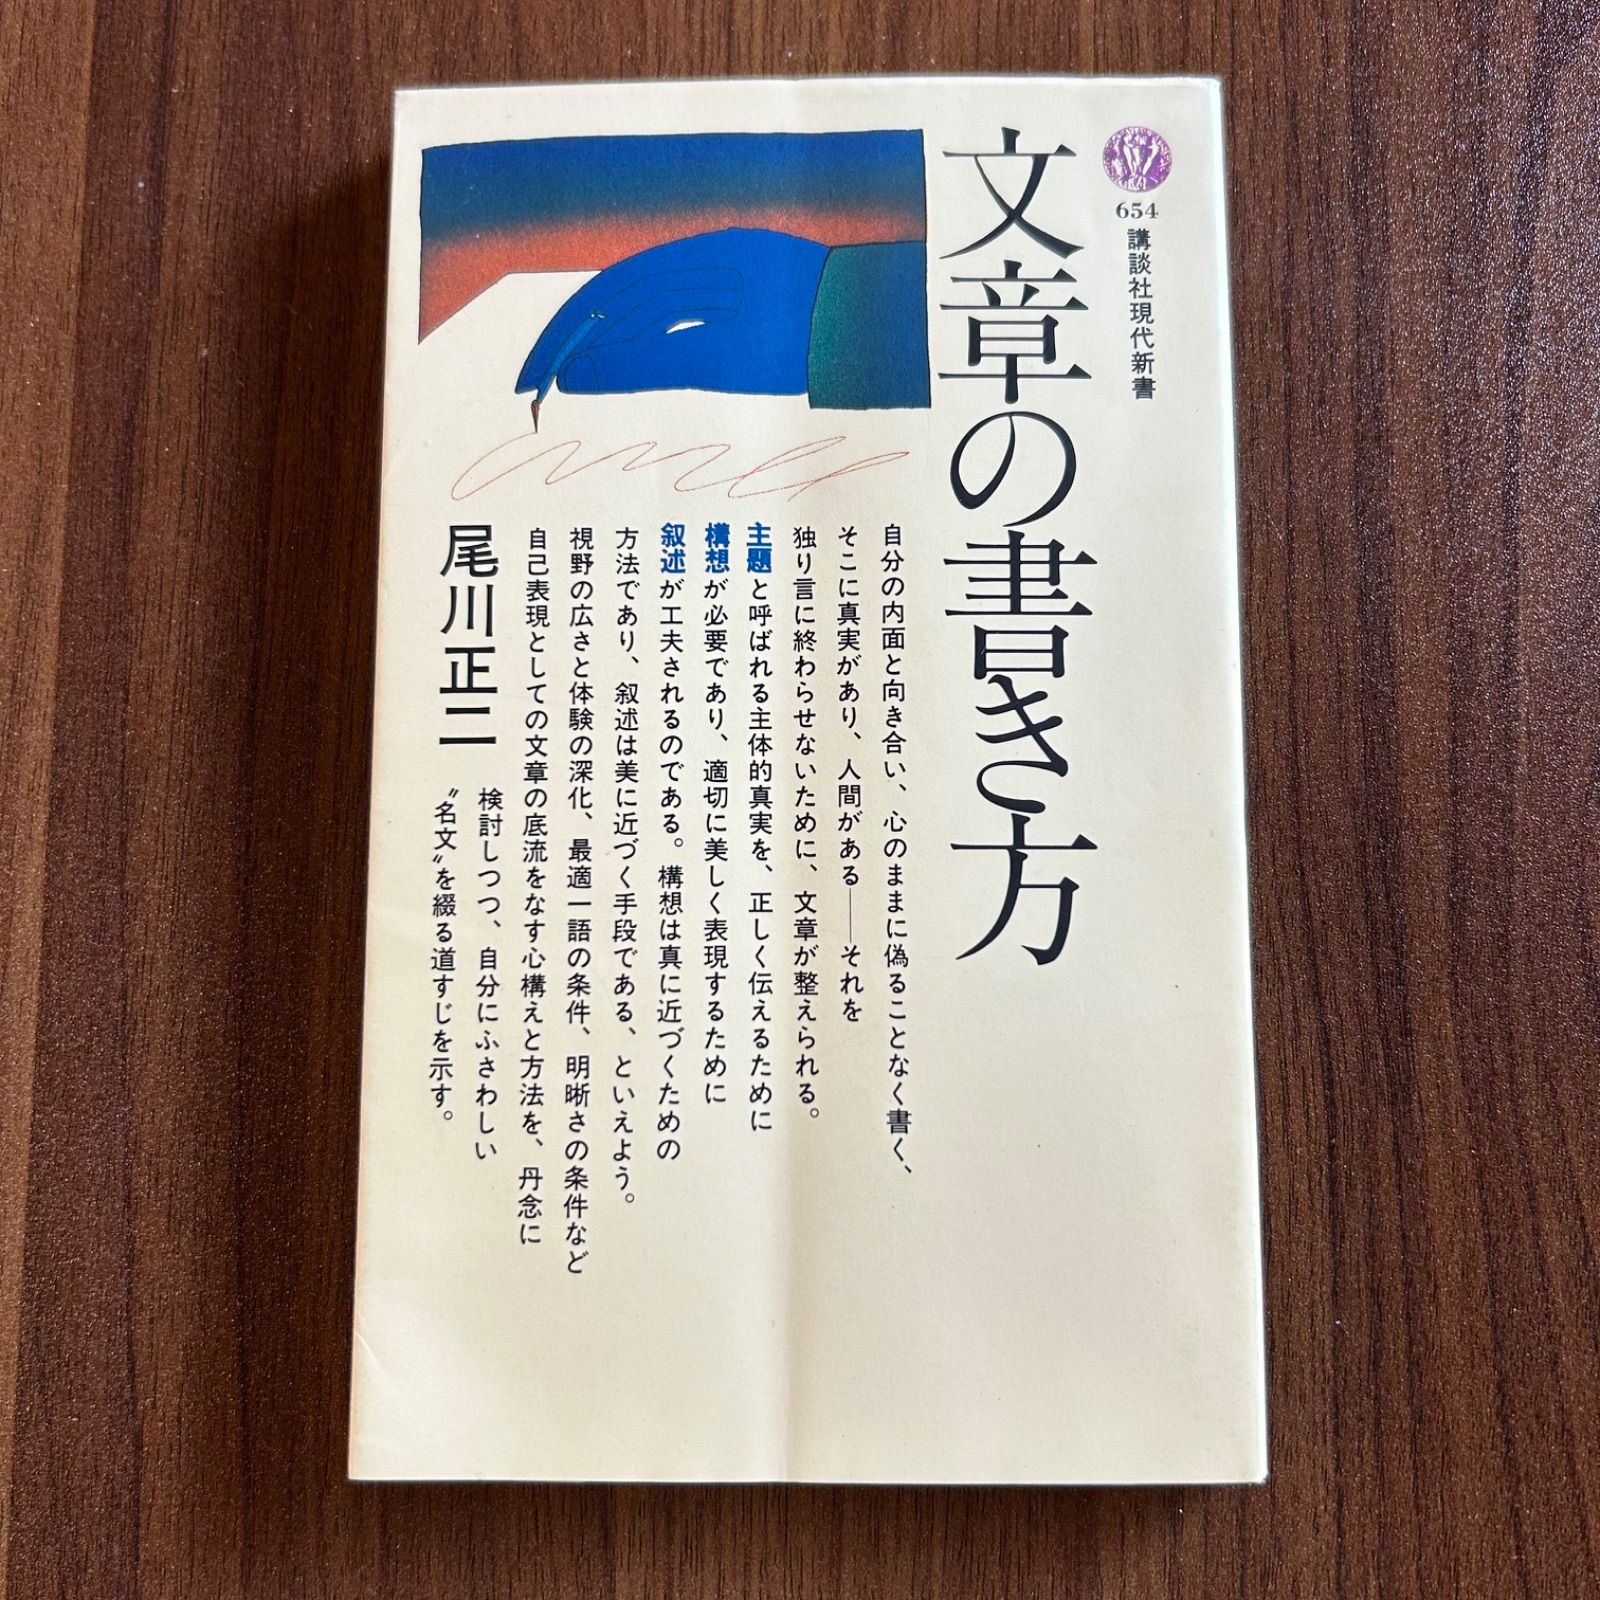 654
講談社現代新書
文章の書き方
自分の内面と向き合い、心のままに偽ることなく書く、
そこに真実があり、人間がある――それを
独り言に終わらせないために、文章が整えられる。
主題と呼ばれる主体的真実を、正しく伝えるために
構想が必要であり、適切に美しく表現するために
叙述が工夫されるのである。構想は真に近づくための
方法であり、叙述は美に近づく手段である、といえよう。
視野の広さと体験の深化、最適一語の条件、明晰さの条件など
自己表現としての文章の底流をなす心構えと方法を、丹念に
検討しつつ、自分にふさわしい
〝名文〟を綴る道すじを示す。
尾川正二